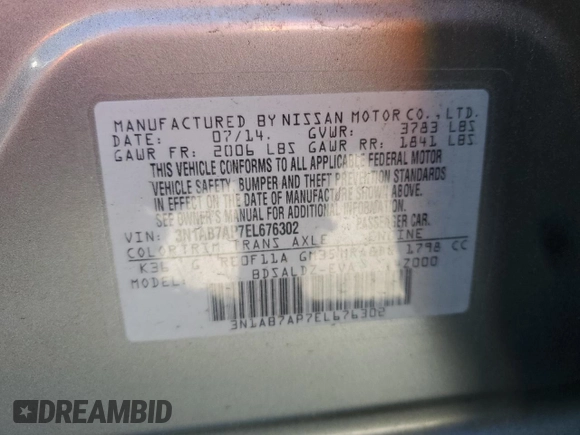 MANUFACTURED BY NISSAN MOTOR CO., LTD.
DATE: 07/14. GVWR: 3783 LBS
GAWR FR: 2006 LBS GAWR RR: 1841 LBS
THIS VEHICLE CONFORMS TO ALL APPLICABLE FEDERAL MOTOR
VEHICLE SAFETY, BUMPER AND THEFT PREVENTION STANDARDS
IN EFFECT ON THE DATE OF MANUFACTURE SHOWN ABOVE.
SEE OWNER'S MANUAL FOR ADDITIONAL INFORMATION.
VIN: 3N1AB7AP7EL676302 PASSENGER CAR.
COLOR TRIM TRANS AXLE ENGINE
1798 CC
MODEL
3N1AB7AP7EL676302
DREAMBID